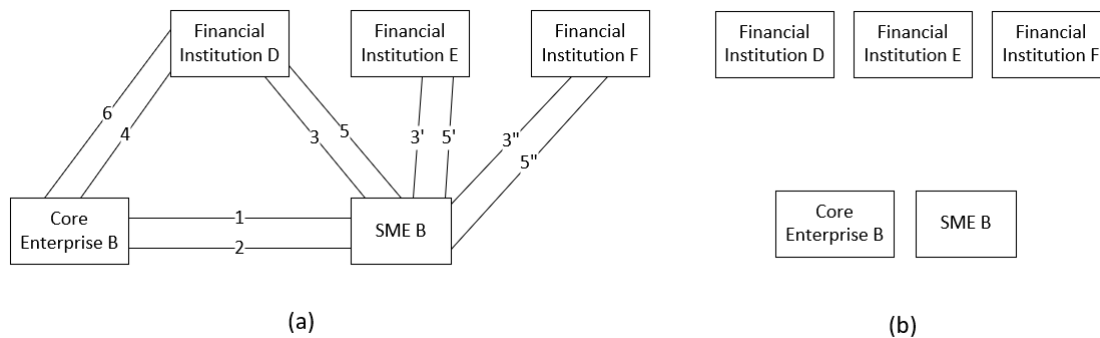 Financial
Institution D
Financial
Institution E
Financial
Institution F
Financial
Institution D
Financial
Institution E
Financial
Institution F
6
4
3
5
3'
5'
3"
5"
Core
Enterprise B
1
2
SME B
Core
Enterprise B
SME B
(a)
(b)